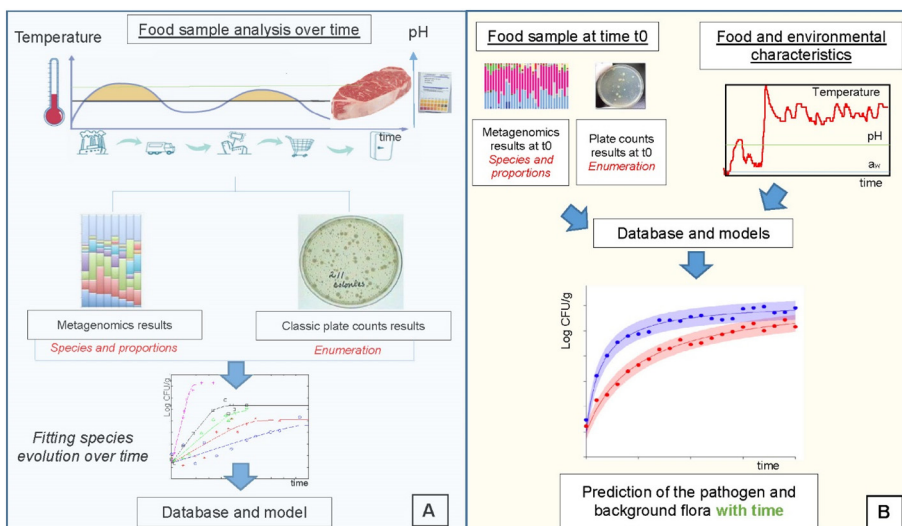 Food sample analysis over time
Temperature
pH
time
211
colonies
Metagenomics results
Classic plate counts results
Species and proportions
Enumeration
Log CFU/g
time
Fitting species
evolution over time
Database and model
A
Food sample at time t0
Food and environmental
characteristics
Metagenomics
results at t0
Species and
proportions
Plate counts
results at t0
Enumeration
Temperature
pH
aw
time
Database and models
Log CFU/g
time
Prediction of the pathogen and
background flora with time
B